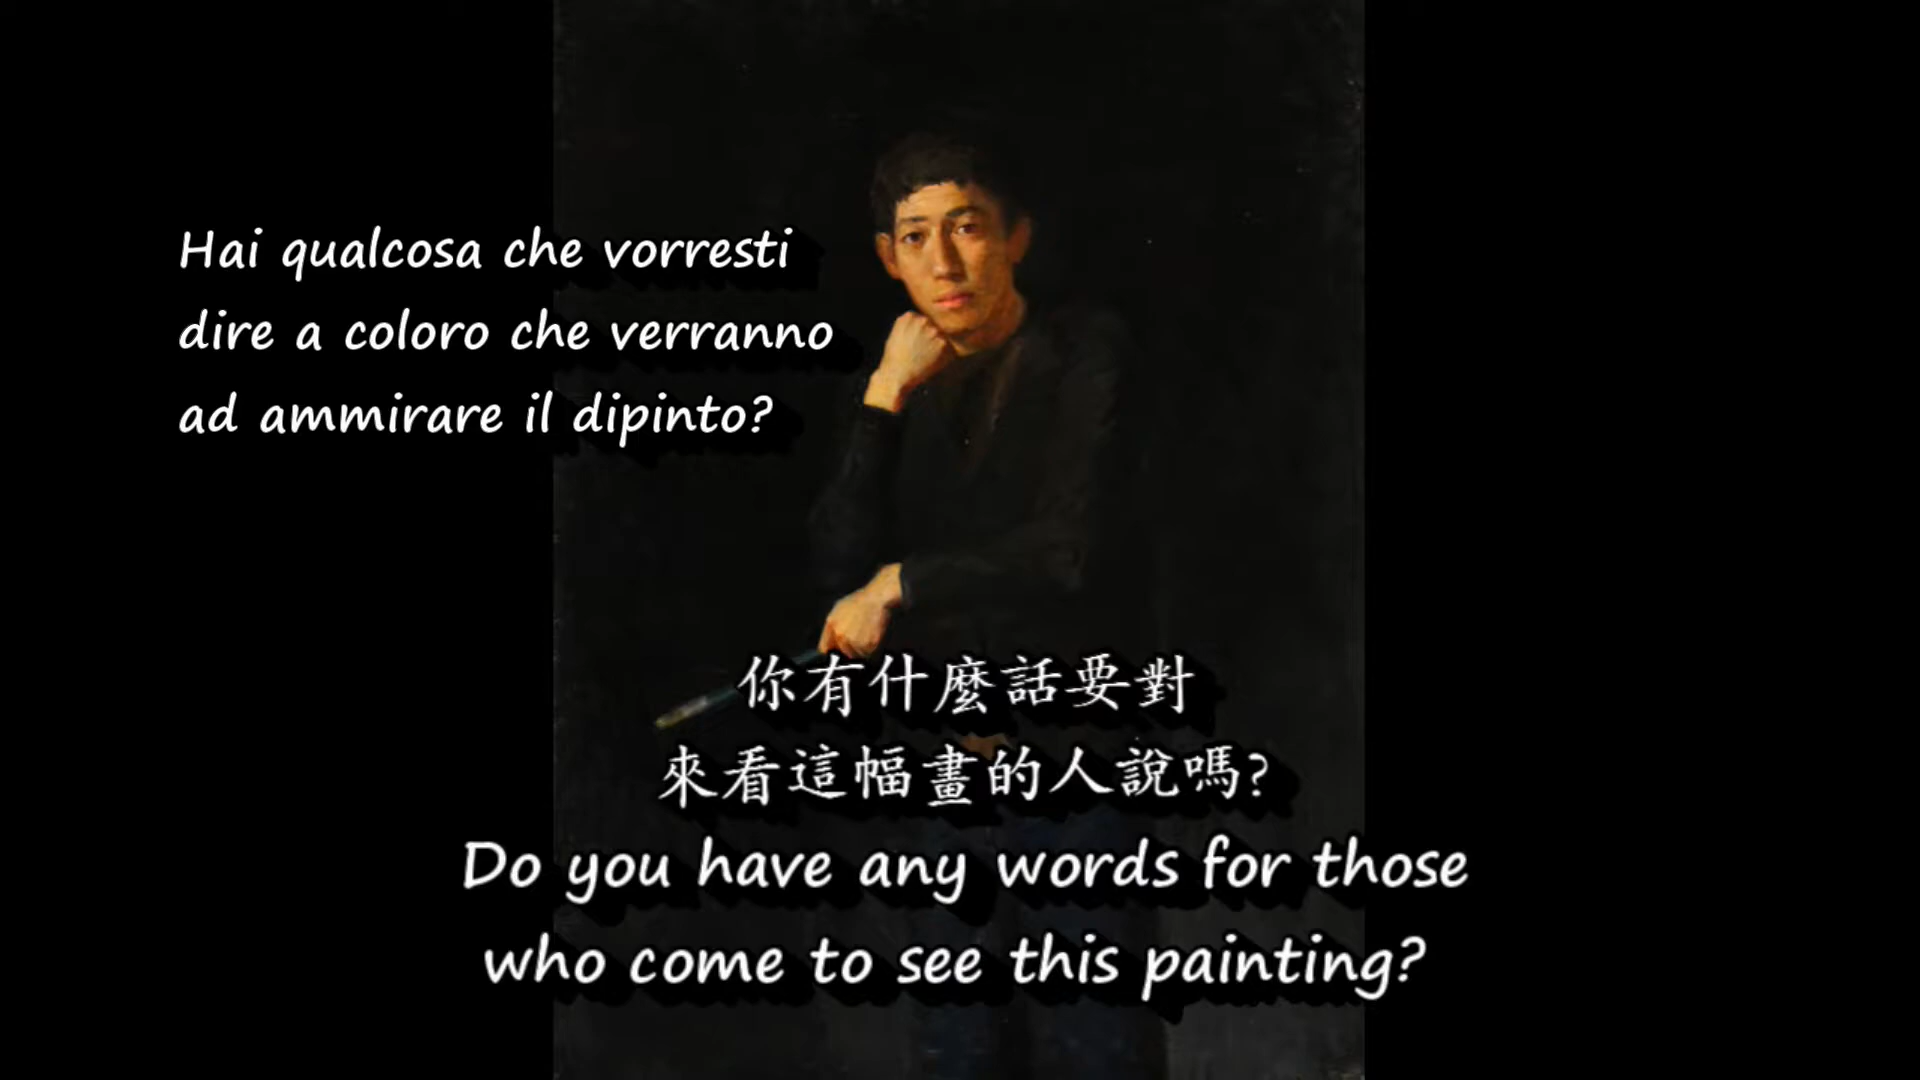 Hai qualcosa che vorresti
dire a coloro che verranno
ad ammirare il dipinto?
你有什麼話要對
來看這幅畫的人說嗎?
Do you have any words for those
who come to see this painting?